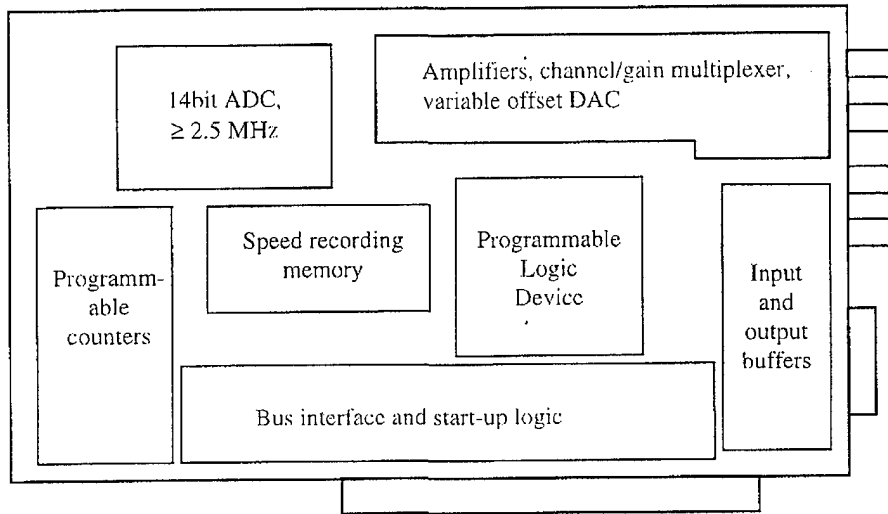 14bit ADC,
≥ 2.5 MHz
Amplifiers, channel/gain multiplexer,
variable offset DAC
Programm-
able
counters
Speed recording
memory
Programmable
Logic
Device
Input
and
output
buffers
Bus interface and start-up logic